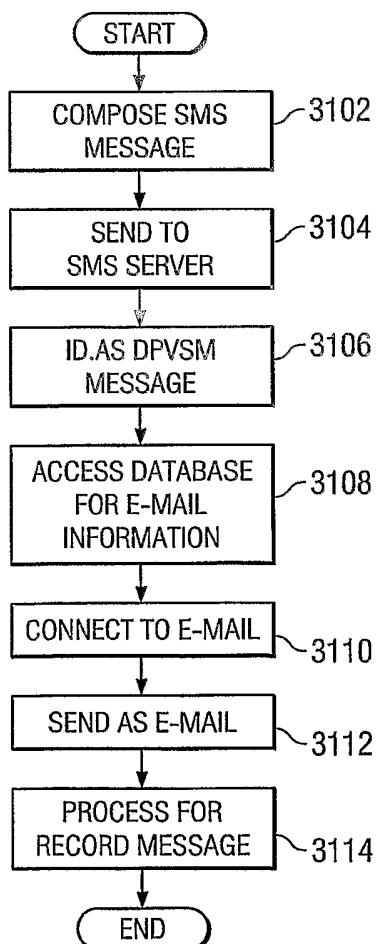 START
COMPOSE SMS
MESSAGE
3102
SEND TO
SMS SERVER
3104
ID.AS DPVSM
MESSAGE
3106
ACCESS DATABASE
FOR E-MAIL
INFORMATION
3108
CONNECT TO E-MAIL
3110
SEND AS E-MAIL
3112
PROCESS FOR
RECORD MESSAGE
3114
END